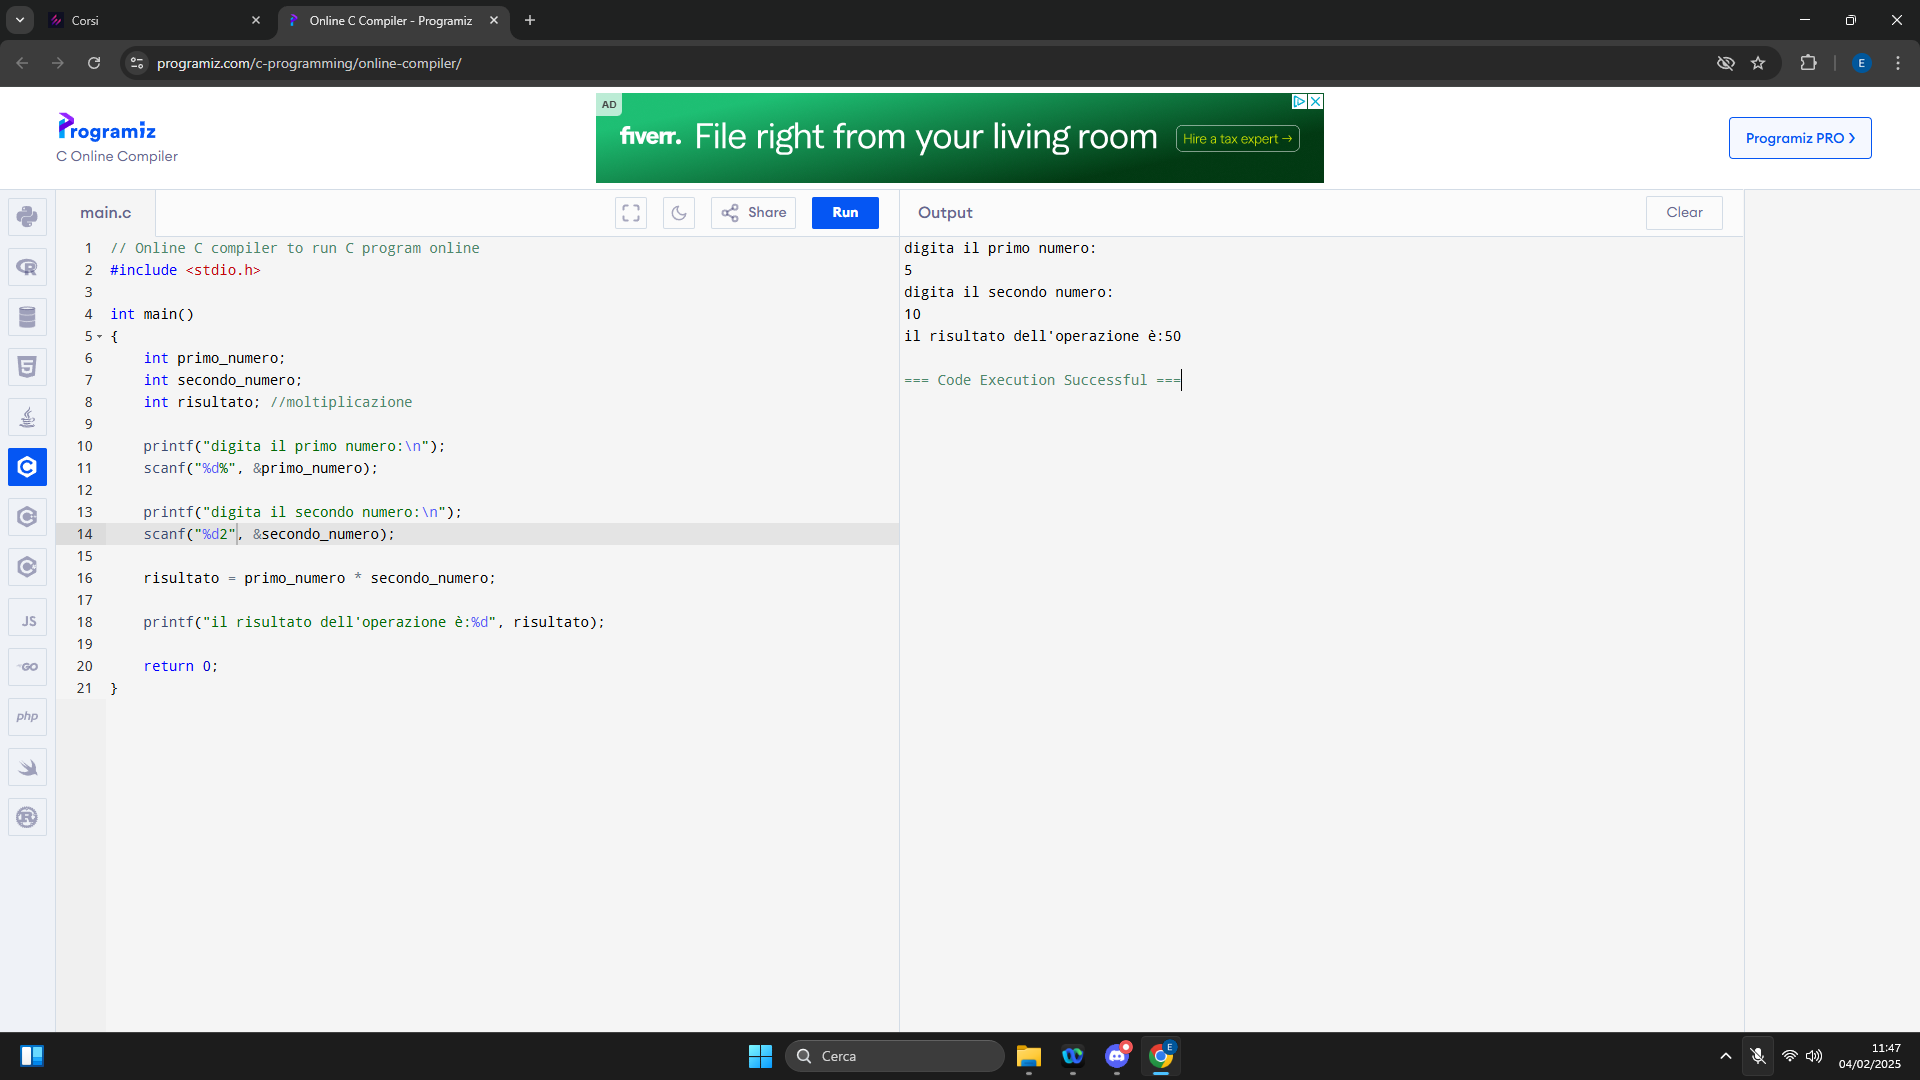 Corsi
Online C Compiler - Programiz
programiz.com/c-programming/online-compiler/
E
Programiz
C Online Compiler
AD
fiverr. File right from your living room
Hire a tax expert →
Programiz PRO
main.c
Share
Run
Output
Clear
1 // Online C compiler to run C program online
2 #include <stdio.h>
3
4 int main()
5 {
6     int primo_numero;
7     int secondo_numero;
8     int risultato; //moltiplicazione
9
10     printf("digita il primo numero:\n");
11     scanf("%d%", &primo_numero);
12
13     printf("digita il secondo numero:\n");
14     scanf("%d2", &secondo_numero);
15
16     risultato = primo_numero * secondo_numero;
17
18     printf("il risultato dell'operazione è:%d", risultato);
19
20     return 0;
21 }
digita il primo numero:
5
digita il secondo numero:
10
il risultato dell'operazione è:50
=== Code Execution Successful ===
JS
GO
php
Cerca
E
11:47
04/02/2025